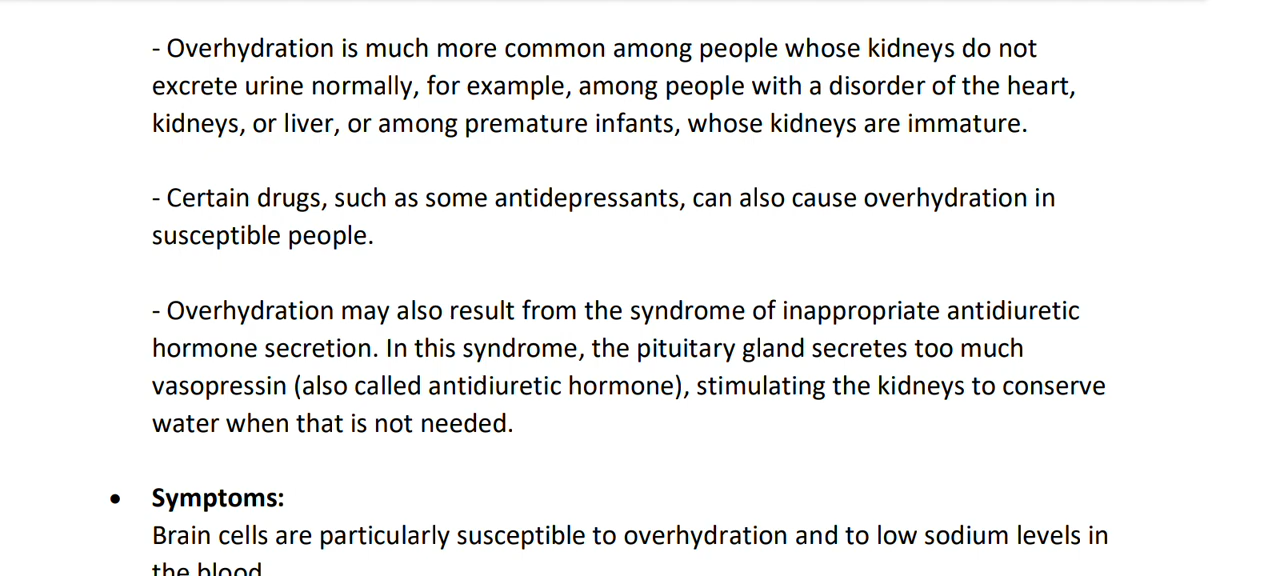 - Overhydration is much more common among people whose kidneys do not
excrete urine normally, for example, among people with a disorder of the heart,
kidneys, or liver, or among premature infants, whose kidneys are immature.
- Certain drugs, such as some antidepressants, can also cause overhydration in
susceptible people.
- Overhydration may also result from the syndrome of inappropriate antidiuretic
hormone secretion. In this syndrome, the pituitary gland secretes too much
vasopressin (also called antidiuretic hormone), stimulating the kidneys to conserve
water when that is not needed.
• Symptoms:
Brain cells are particularly susceptible to overhydration and to low sodium levels in
the blood